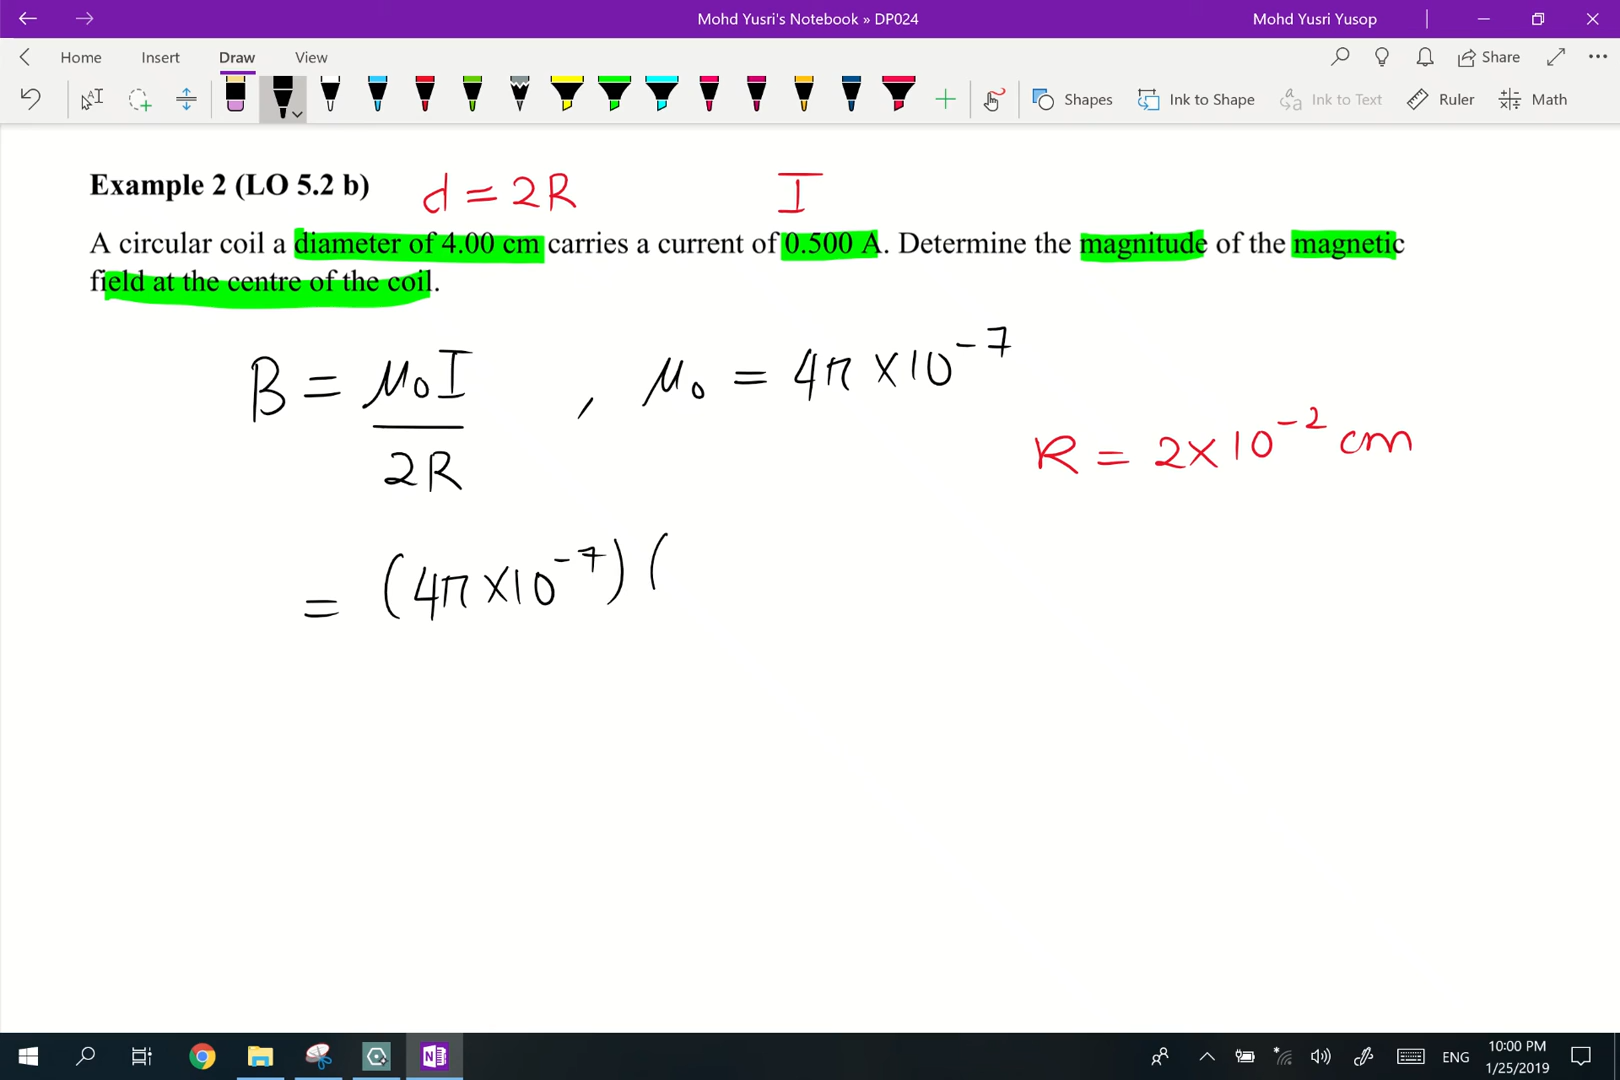 Mohd Yusri's Notebook » DP024
Mohd Yusri Yusop
Home Insert Draw View
Share
Shapes Ink to Shape Ink to Text Ruler Math
Example 2 (LO 5.2 b) d = 2R I
A circular coil a diameter of 4.00 cm carries a current of 0.500 A. Determine the magnitude of the magnetic
field at the centre of the coil.
B = μ₀I / 2R , μ₀ = 4π × 10⁻⁷
R = 2 × 10⁻² cm
= (4π × 10⁻⁷) (
ENG
10:00 PM
1/25/2019